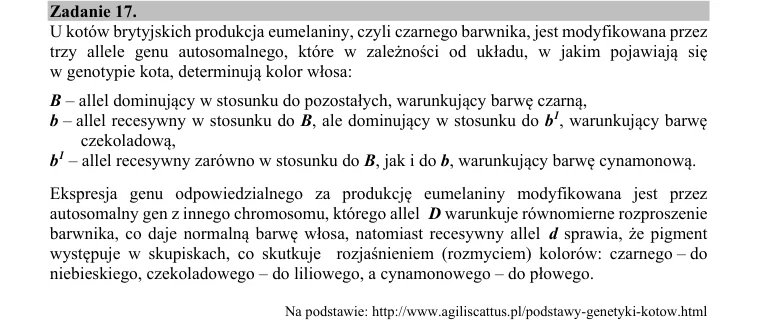 Zadanie 17.
U kotów brytyjskich produkcja eumelaniny, czyli czarnego barwnika, jest modyfikowana przez
trzy allele genu autosomalnego, które w zależności od układu, w jakim pojawiają się
w genotypie kota, determinują kolor włosa:
B – allel dominujący w stosunku do pozostałych, warunkujący barwę czarną,
b – allel recesywny w stosunku do B, ale dominujący w stosunku do b¹, warunkujący barwę
czekoladową,
b¹ – allel recesywny zarówno w stosunku do B, jak i do b, warunkujący barwę cynamonową.
Ekspresja genu odpowiedzialnego za produkcję eumelaniny modyfikowana jest przez
autosomalny gen z innego chromosomu, którego allel D warunkuje równomierne rozproszenie
barwnika, co daje normalną barwę włosa, natomiast recesywny allel d sprawia, że pigment
występuje w skupiskach, co skutkuje rozjaśnieniem (rozmyciem) kolorów: czarnego – do
niebieskiego, czekoladowego – do liliowego, a cynamonowego – do płowego.
Na podstawie: http://www.agiliscattus.pl/podstawy-genetyki-kotow.html